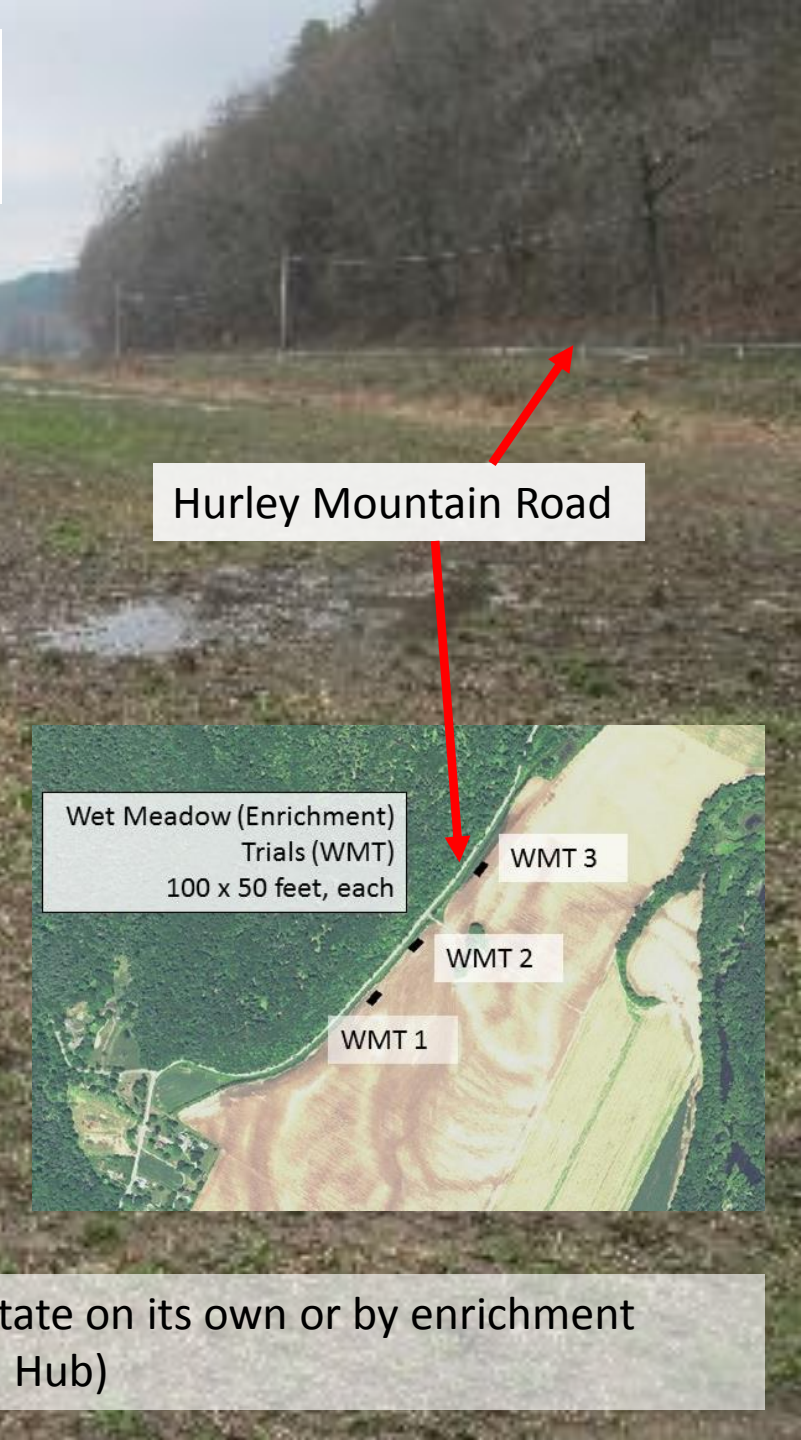 Hurley Mountain Road
Wet Meadow (Enrichment)
Trials (WMT)
100 x 50 feet, each
WMT 3
WMT 2
WMT 1
tate on its own or by enrichment
Hub)